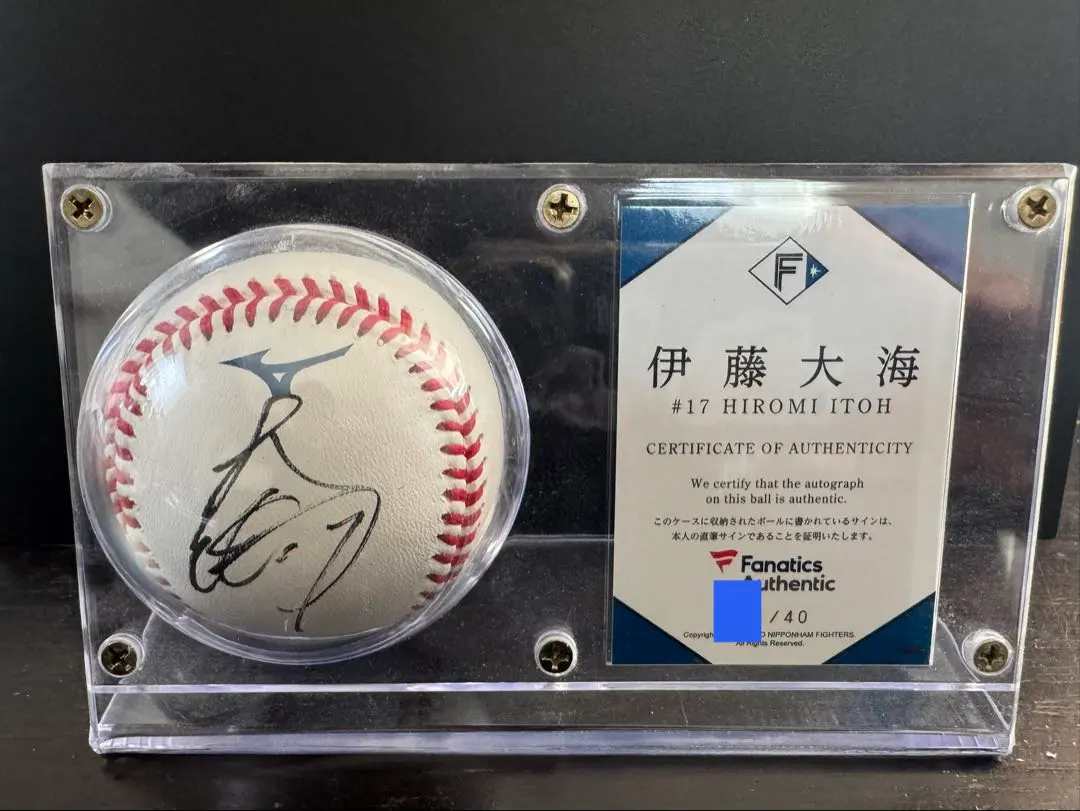 F
伊藤大海
#17 HIROMI ITOH
CERTIFICATE OF AUTHENTICITY
We certify that the autograph
on this ball is authentic.
このケースに収納されたボールに書かれているサインは、
本人の直筆サインであることを証明いたします。
Fanatics
Authentic
/40
Copyright NIPPONHAM FIGHTERS.
All Rights Reserved.